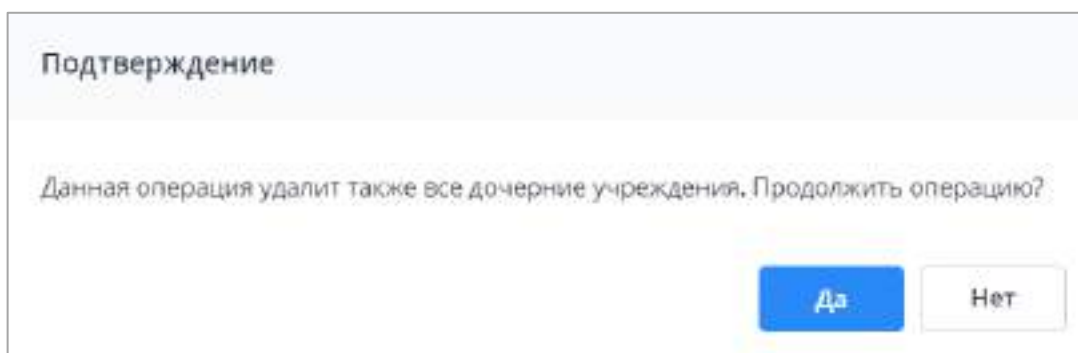 Подтверждение
Данная операция удалит также все дочерние учреждения. Продолжить операцию?
Да
Нет